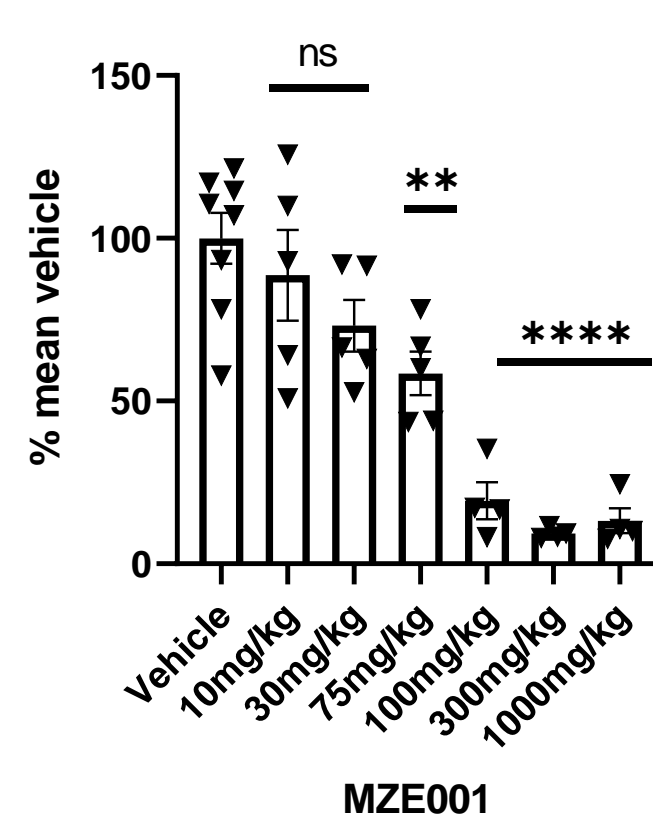 ns
150
**
100
****
% mean vehicle
50
0
Vehicle
10mg/kg
30mg/kg
75mg/kg
100mg/kg
300mg/kg
1000mg/kg
MZE001